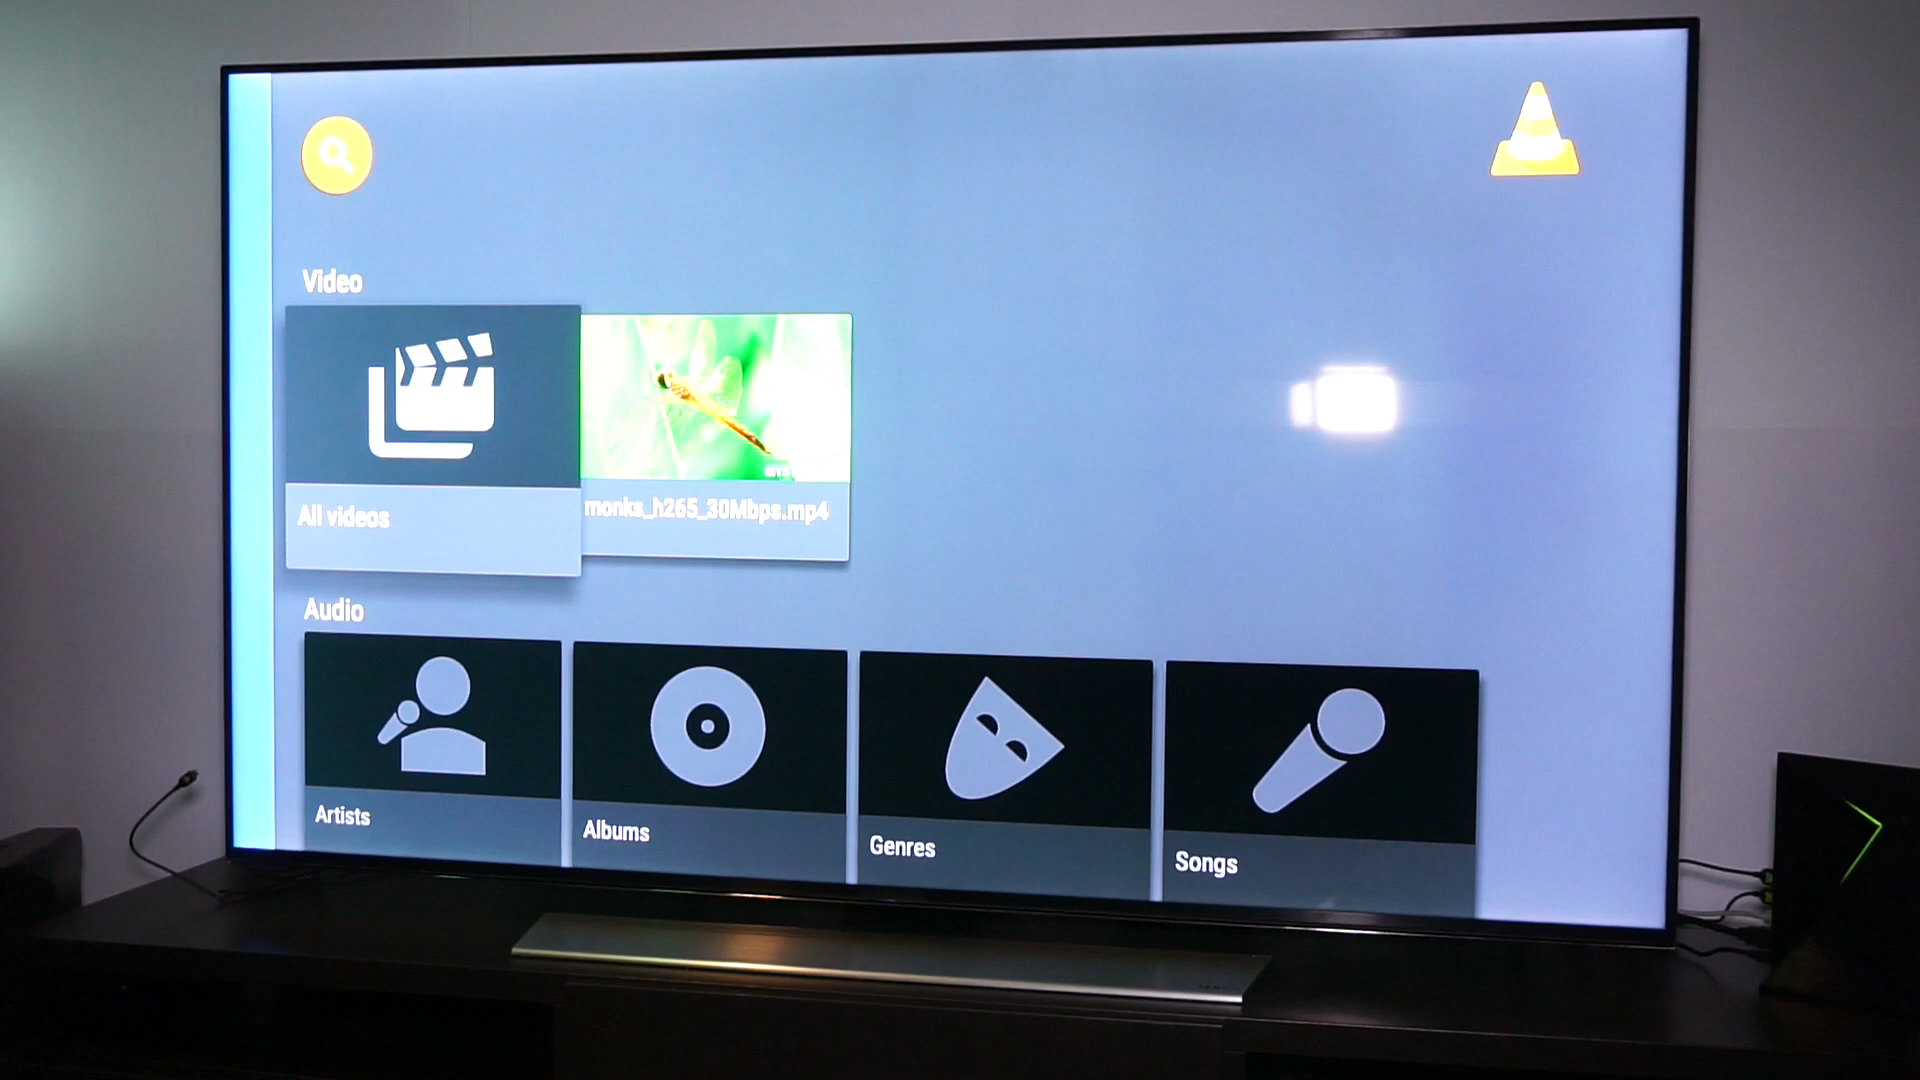 Video
All videos
monks_h265_30Mbps.mp4
Audio
Artists
Albums
Genres
Songs